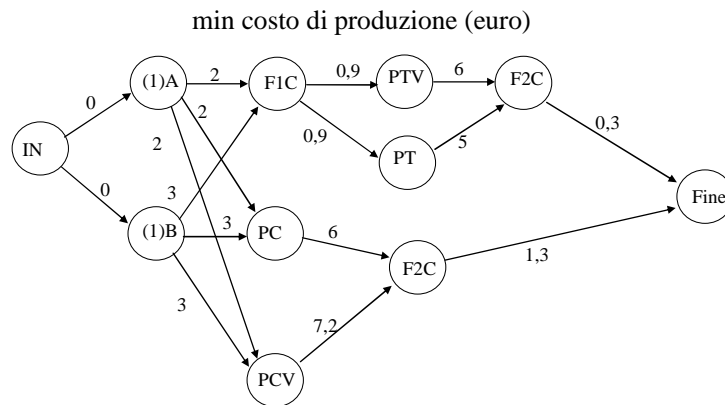 min costo di produzione (euro)
(1)A
2
F1C
0,9
PTV
6
F2C
0
2
0,9
0,3
2
5
IN
PT
0
3
Fine
(1)B
3
PC
6
F2C
1,3
3
7,2
PCV